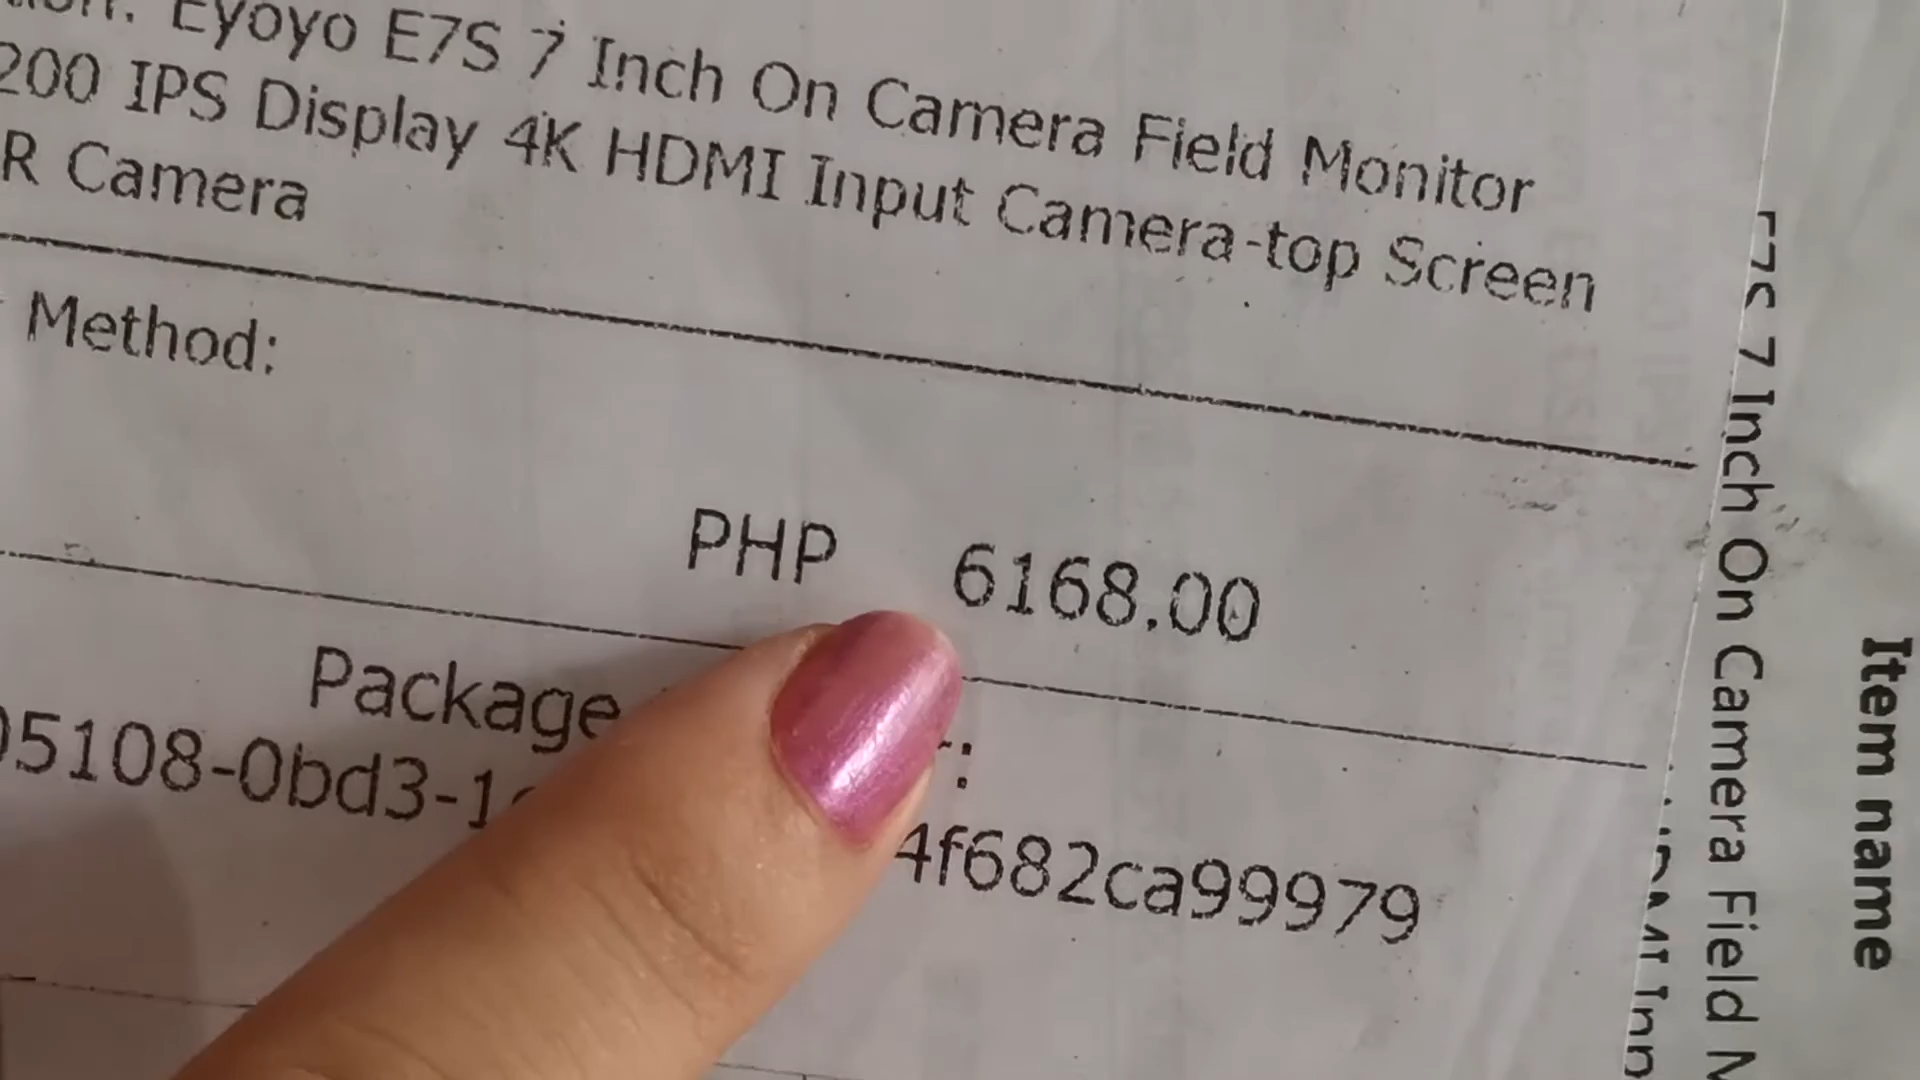 Eyoyo E7S 7 Inch On Camera Field Monitor
200 IPS Display 4K HDMI Input Camera-top Screen
R Camera
Method:
PHP 6168.00
Package
05108-0bd3-1
4f682ca99979
7 Inch On Camera Field
Item name